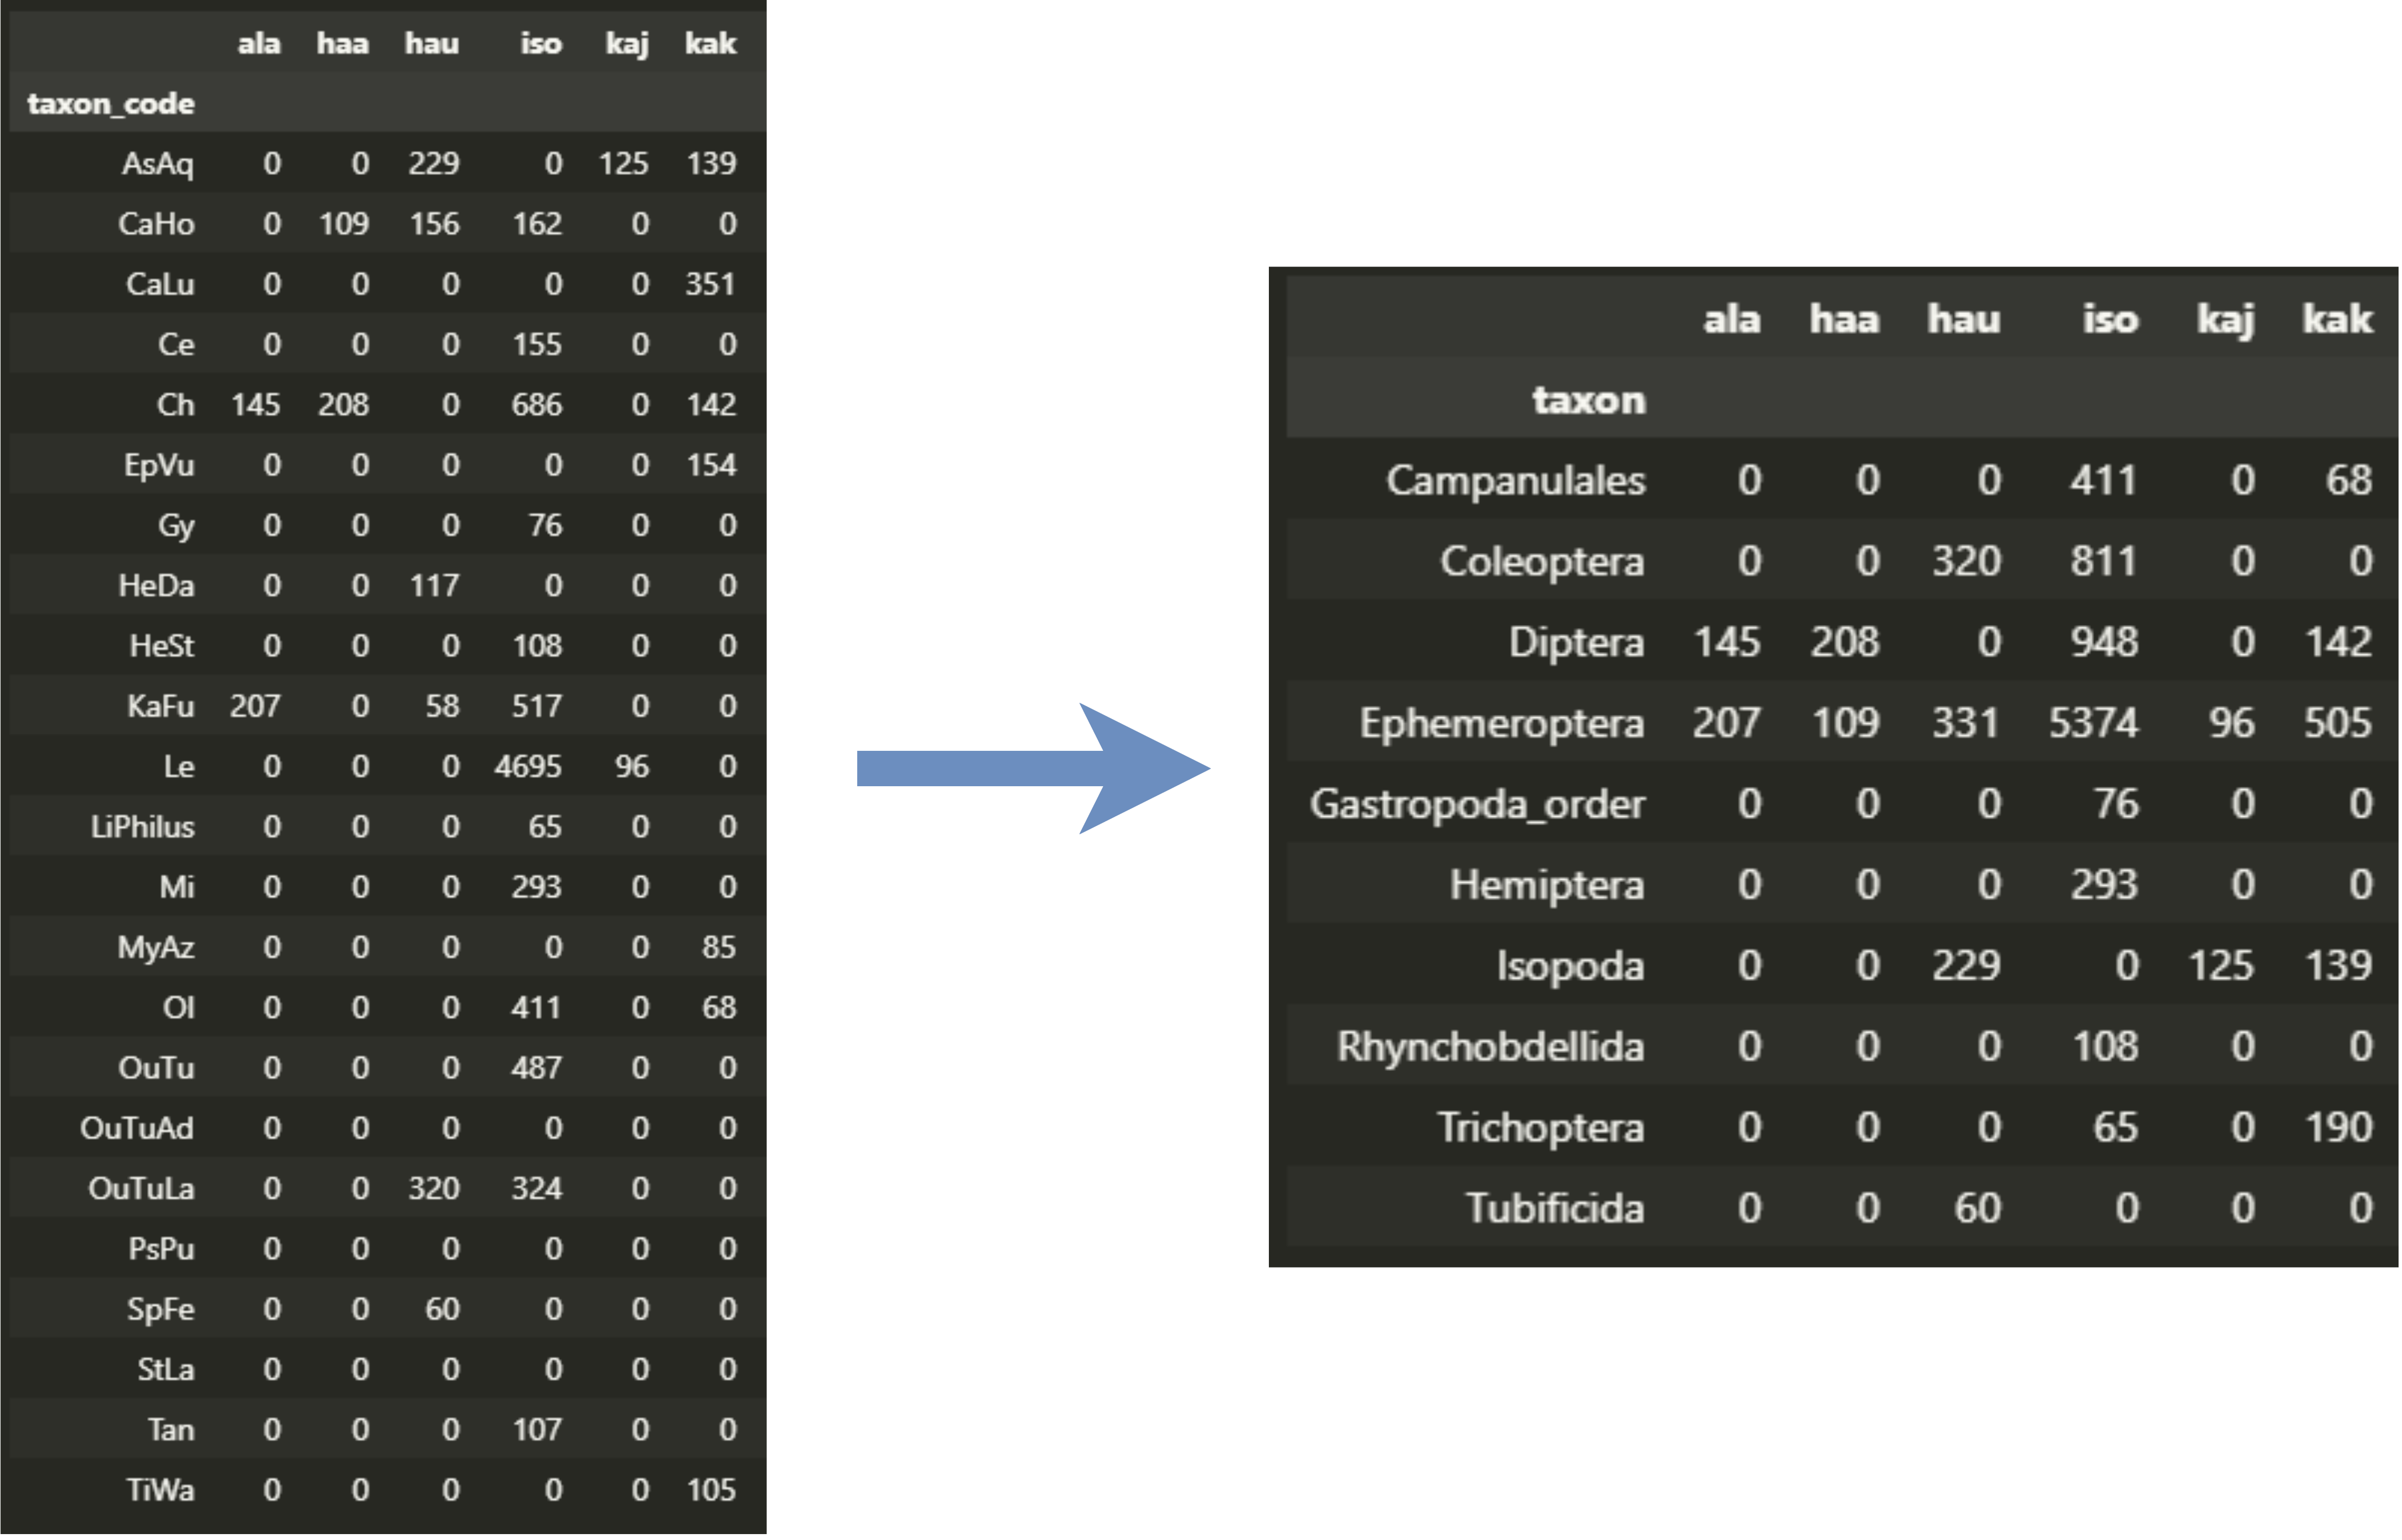 ala haa hau iso kaj kak
taxon_code
AsAq 0 0 229 0 125 139
CaHo 0 109 156 162 0 0
CaLu 0 0 0 0 0 351
Ce 0 0 0 155 0 0
Ch 145 208 0 686 0 142
EpVu 0 0 0 0 0 154
Gy 0 0 0 76 0 0
HeDa 0 0 117 0 0 0
HeSt 0 0 0 108 0 0
KaFu 207 0 58 517 0 0
Le 0 0 0 4695 96 0
LiPhilus 0 0 0 65 0 0
Mi 0 0 0 293 0 0
MyAz 0 0 0 0 0 85
Ol 0 0 0 411 0 68
OuTu 0 0 0 487 0 0
OuTuAd 0 0 0 0 0 0
OuTuLa 0 0 320 324 0 0
PsPu 0 0 0 0 0 0
SpFe 0 0 60 0 0 0
StLa 0 0 0 0 0 0
Tan 0 0 0 107 0 0
TiWa 0 0 0 0 0 105
ala haa hau iso kaj kak
taxon
Campanulales 0 0 0 411 0 68
Coleoptera 0 0 320 811 0 0
Diptera 145 208 0 948 0 142
Ephemeroptera 207 109 331 5374 96 505
Gastropoda_order 0 0 0 76 0 0
Hemiptera 0 0 0 293 0 0
Isopoda 0 0 229 0 125 139
Rhynchobdellida 0 0 0 108 0 0
Trichoptera 0 0 0 65 0 190
Tubificida 0 0 60 0 0 0